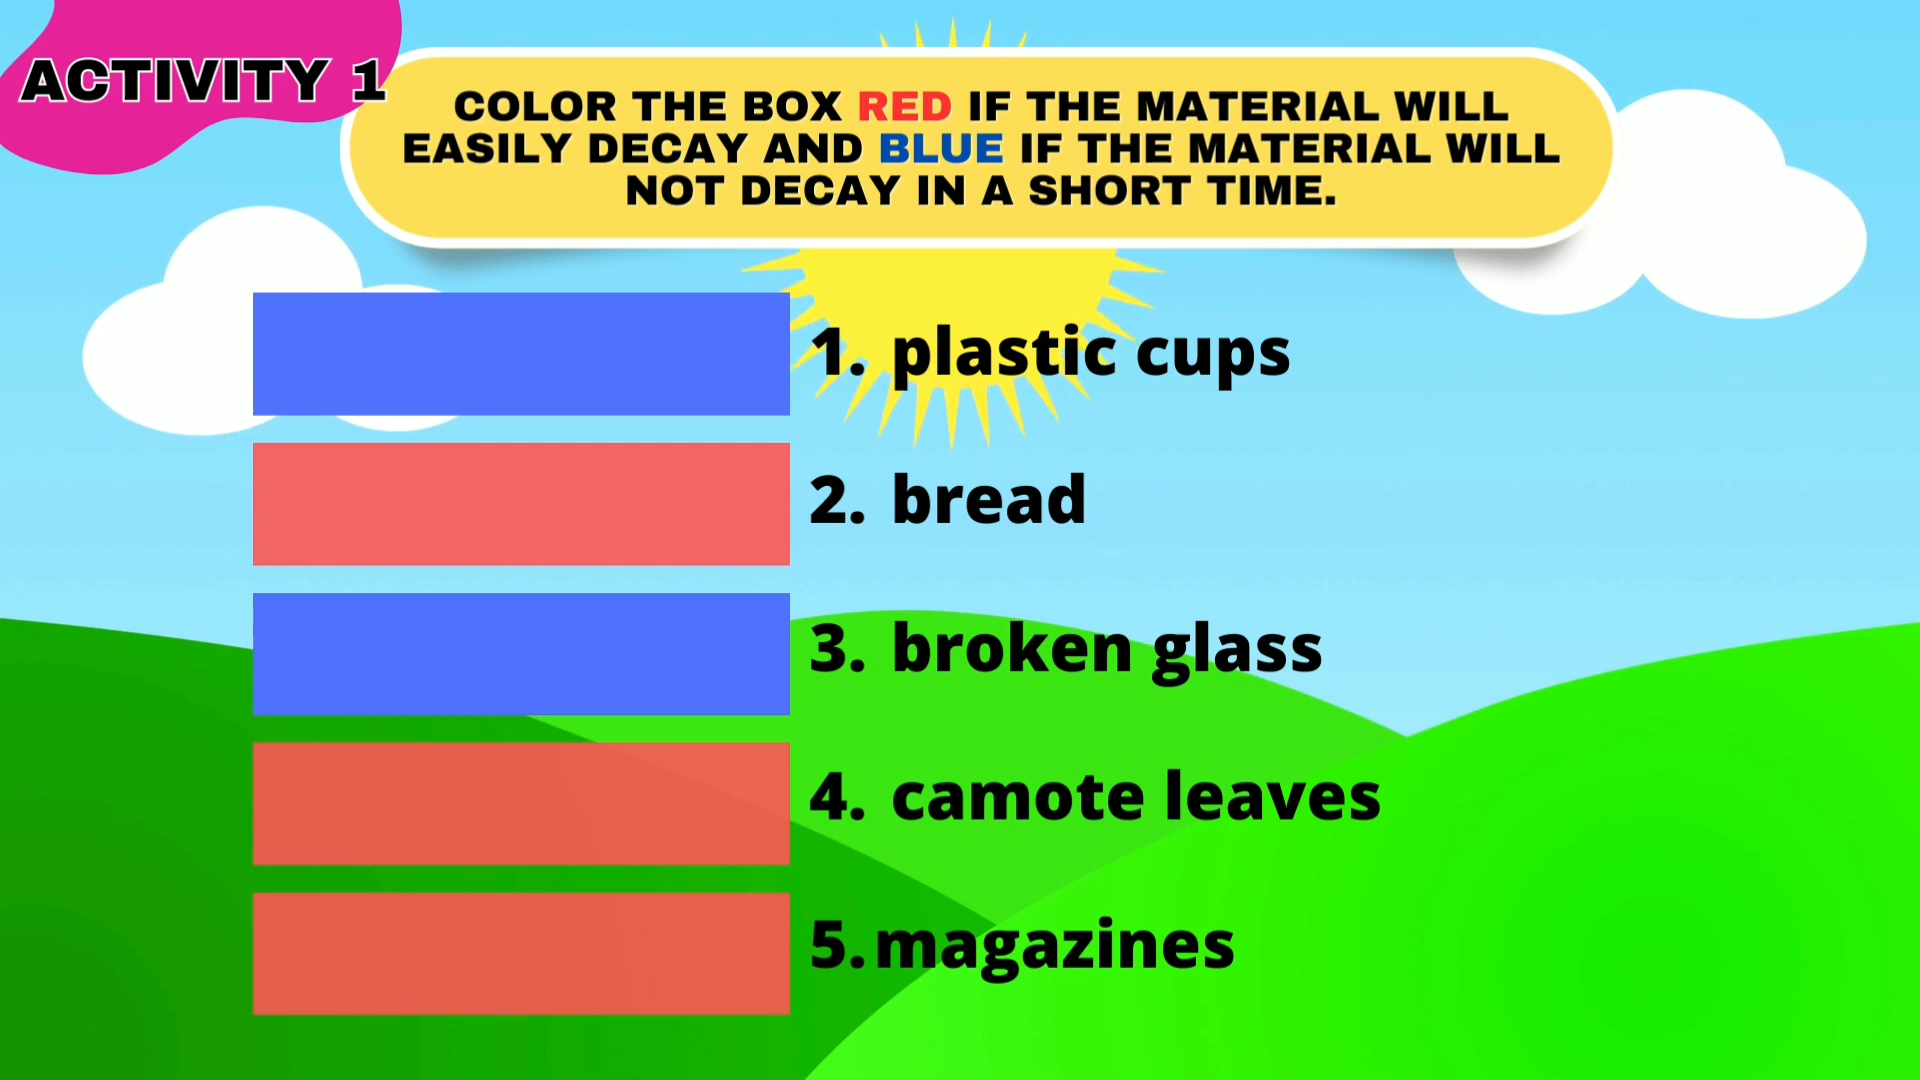 ACTIVITY 1
COLOR THE BOX RED IF THE MATERIAL WILL
EASILY DECAY AND BLUE IF THE MATERIAL WILL
NOT DECAY IN A SHORT TIME.
1. plastic cups
2. bread
3. broken glass
4. camote leaves
5. magazines